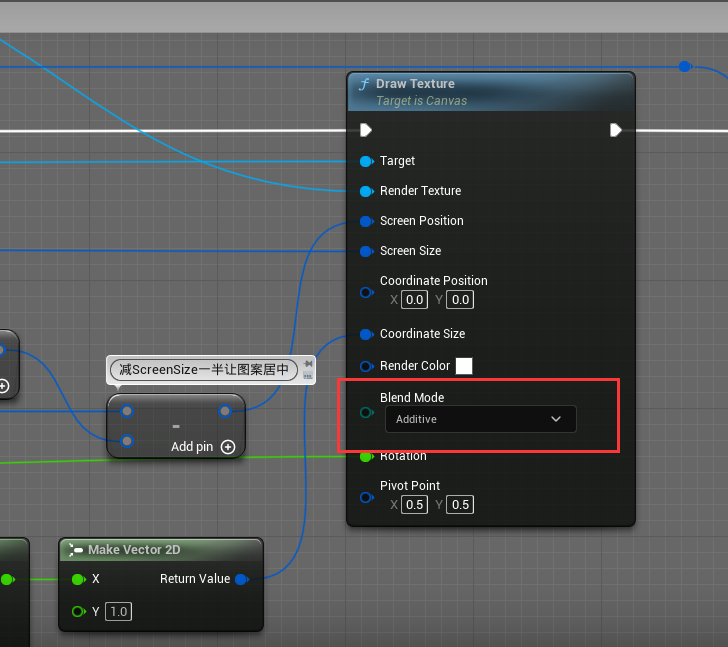 Draw Texture
Target is Canvas
Target
Render Texture
Screen Position
Screen Size
Coordinate Position
X 0.0 Y 0.0
Coordinate Size
Render Color
Blend Mode
Additive
Rotation
Pivot Point
X 0.5 Y 0.5
减ScreenSize一半让图案居中
-
Add pin
Make Vector 2D
X Return Value
Y 1.0